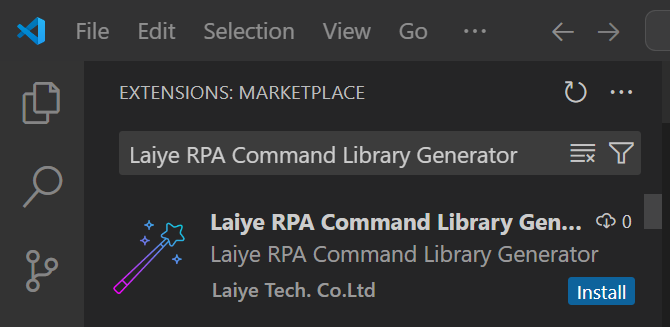 File Edit Selection View Go ...
EXTENSIONS: MARKETPLACE ...
Laiye RPA Command Library Generator
Laiye RPA Command Library Gen... 0
Laiye RPA Command Library Generator
Laiye Tech. Co.Ltd Install